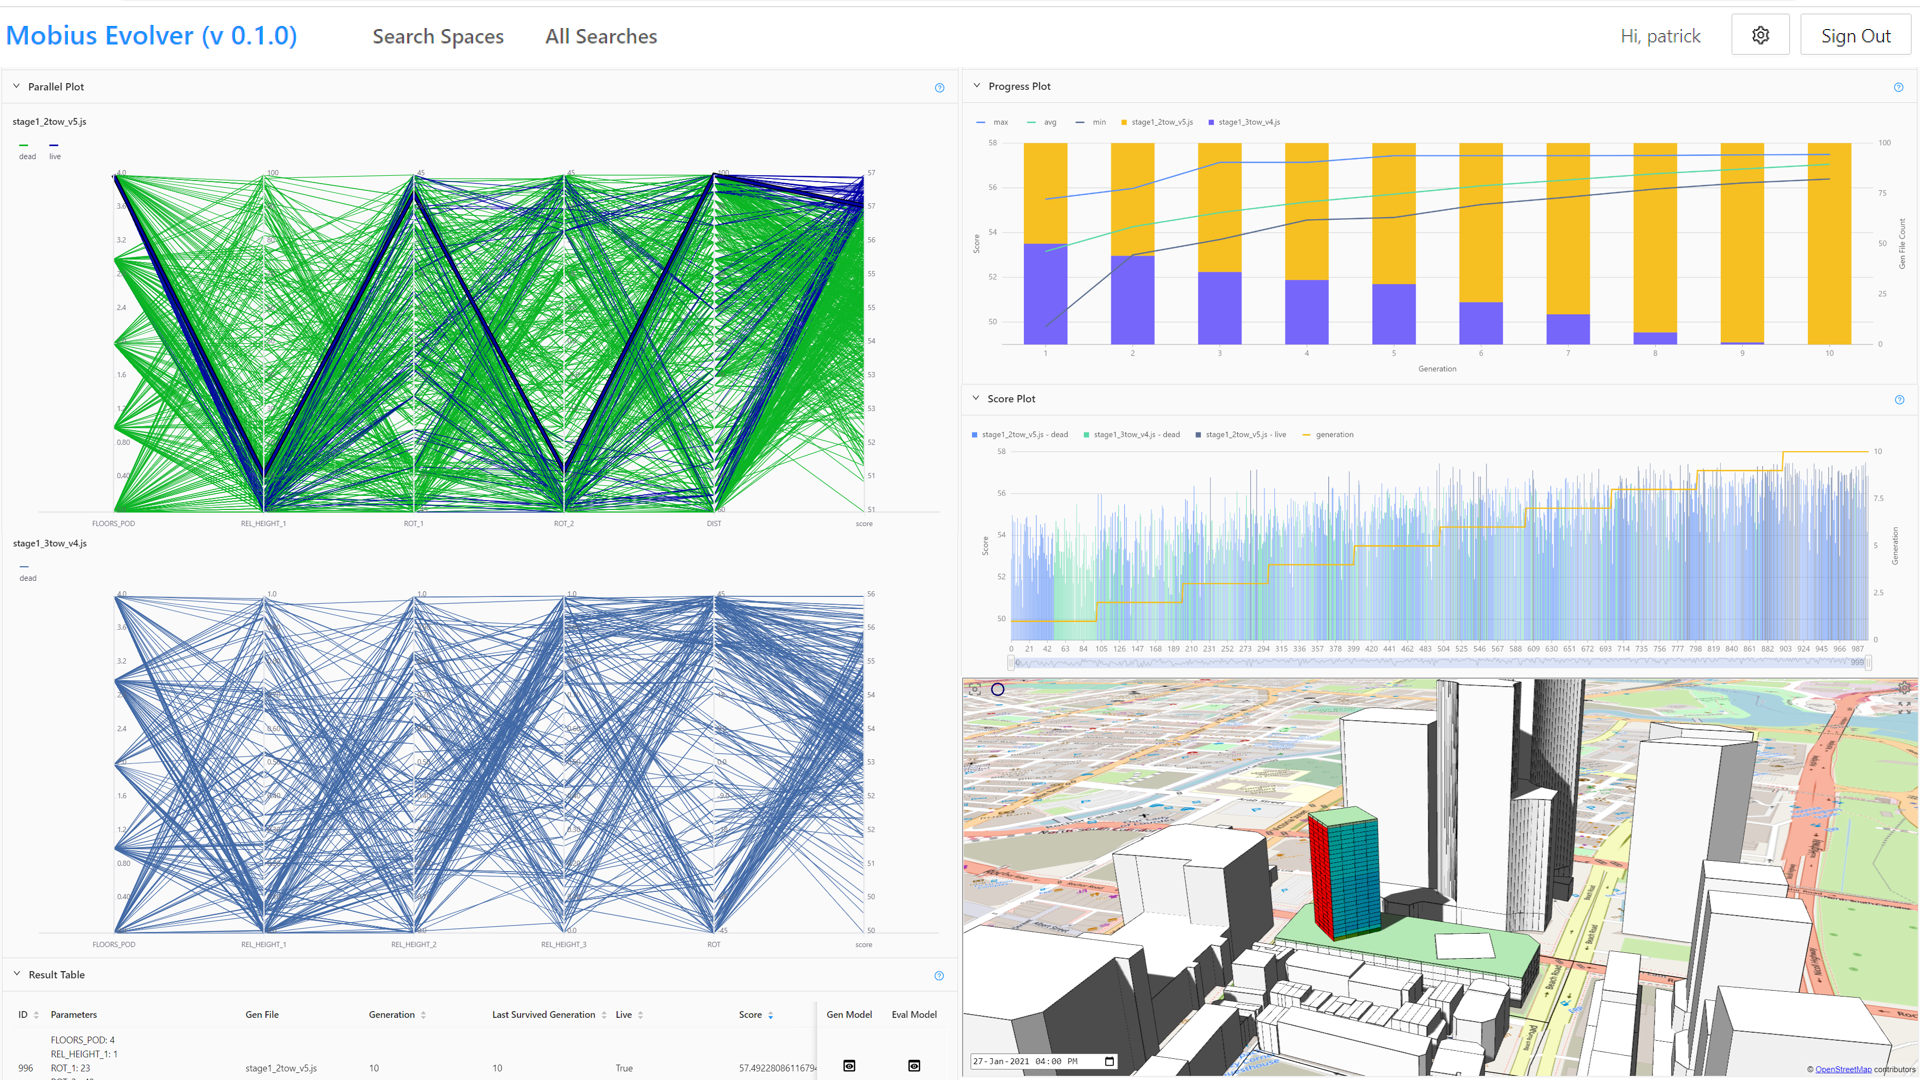 Mobius Evolver (v 0.1.0)
Search Spaces
All Searches
Hi, patrick
Sign Out
Parallel Plot
stage1_2tow_v5.js
dead
live
4.0
3.6
3.2
2.4
1.6
0.80
0.40
100
45
45
100
57
57
56
55
55
54
53
53
52
51
51
FLOORS_POD
REL_HEIGHT_1
ROT_1
ROT_2
DIST
score
stage1_3tow_v4.js
dead
4.0
3.6
3.2
2.4
1.6
1.2
0.80
0.40
1.0
1.0
1.0
45
56
56
55
54
54
53
52
52
51
50
50
FLOORS_POD
REL_HEIGHT_1
REL_HEIGHT_2
REL_HEIGHT_3
ROT
score
Result Table
ID
Parameters
Gen File
Generation
Last Survived Generation
Live
Score
Gen Model
Eval Model
996
FLOORS_POD: 4
REL_HEIGHT_1: 1
ROT_1: 23
stage1_2tow_v5.js
10
10
True
57.4922808611679
Progress Plot
max
avg
min
stage1_2tow_v5.js
stage1_3tow_v4.js
58
56
54
52
50
Score
100
75
50
25
0
Gen File Count
1 2 3 4 5 6 7 8 9 10
Generation
Score Plot
stage1_2tow_v5.js - dead
stage1_3tow_v4.js - dead
stage1_2tow_v5.js - live
generation
58
56
54
52
50
Score
10
7.5
5
2.5
0
Generation
0 21 42 63 84 105 126 147 168 189 210 231 252 273 294 315 336 357 378 399 420 441 462 483 504 525 546 567 588 609 630 651 672 693 714 735 756 777 798 819 840 861 882 903 924 945 966 987
0
999
Beach Road
Beach Road
27-Jan-2021 04:00 PM
© OpenStreetMap contributors